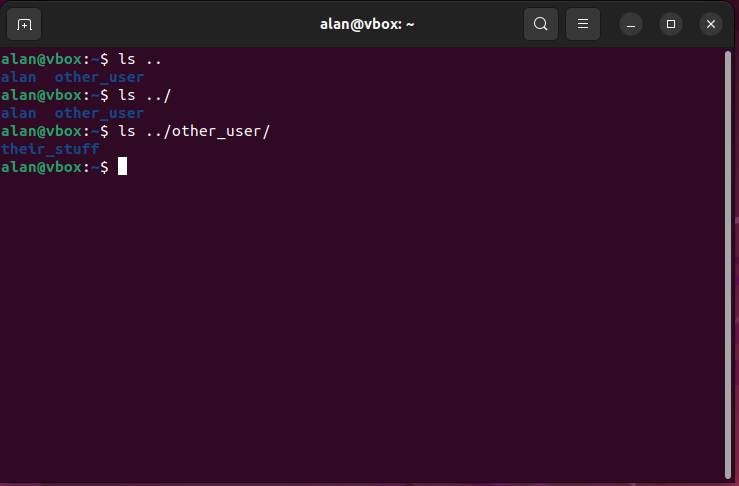 alan@vbox: ~
alan@vbox:~$ ls ..
alan  other_user
alan@vbox:~$ ls ../
alan  other_user
alan@vbox:~$ ls ../other_user/
their_stuff
alan@vbox:~$